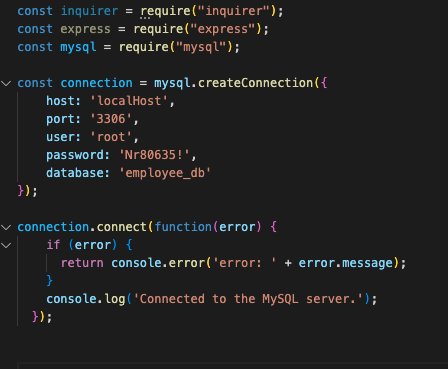 const inquirer = require("inquirer");
const express = require("express");
const mysql = require("mysql");
const connection = mysql.createConnection({
host: 'localHost',
port: '3306',
user: 'root',
password: 'Nr80635!',
database: 'employee_db'
});
connection.connect(function(error) {
if (error) {
return console.error('error: ' + error.message);
}
console.log('Connected to the MySQL server.');
});